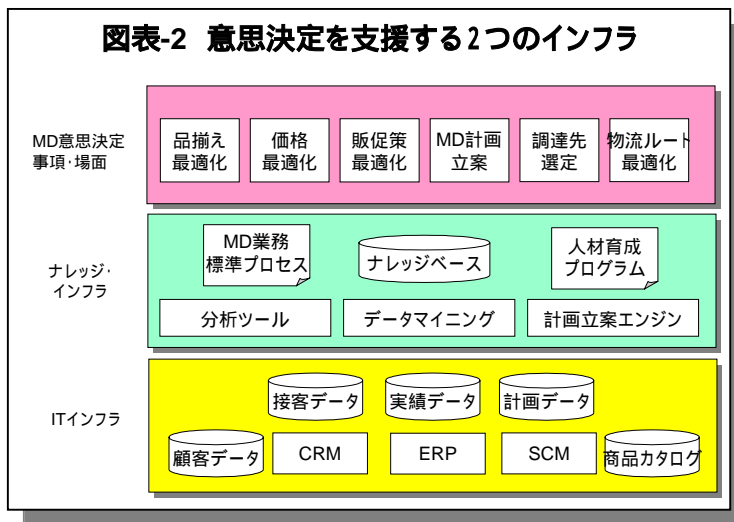 図表-2 意思決定を支援する2つのインフラ
MD意思決定
事項・場面
品揃え
最適化
価格
最適化
販促策
最適化
MD計画
立案
調達先
選定
物流ルート
最適化
ナレッジ・
インフラ
MD業務
標準プロセス
ナレッジベース
人材育成
プログラム
分析ツール
データマイニング
計画立案エンジン
ITインフラ
接客データ
実績データ
計画データ
顧客データ
CRM
ERP
SCM
商品カタログ